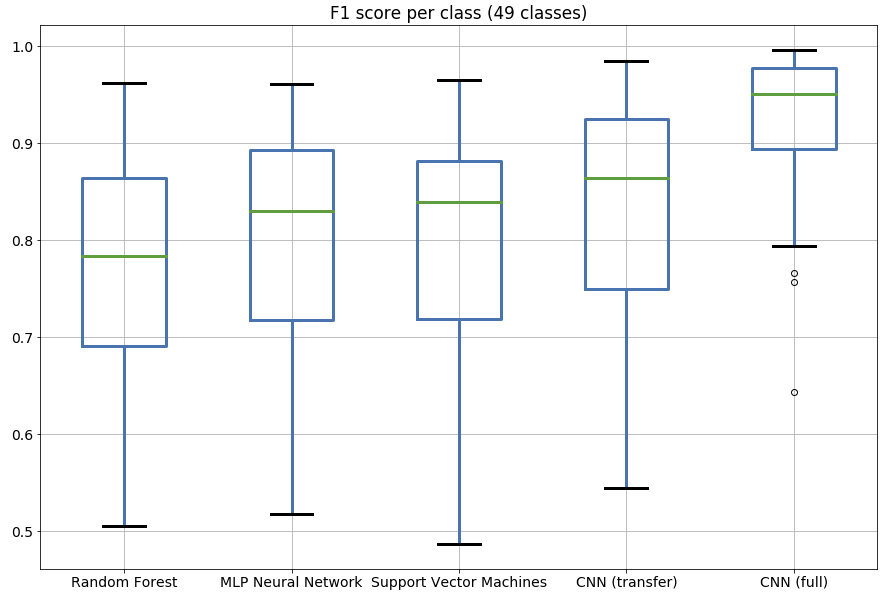 F1 score per class (49 classes)
1.0
0.9
0.8
0.7
0.6
0.5
Random Forest
MLP Neural Network
Support Vector Machines
CNN (transfer)
CNN (full)